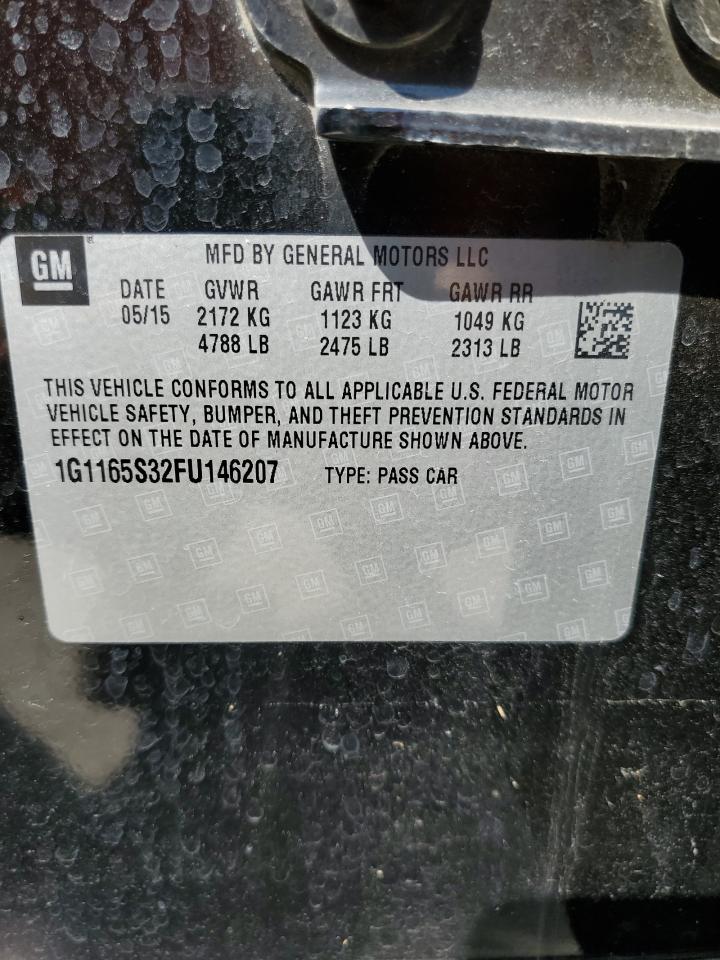 GM
MFD BY GENERAL MOTORS LLC
DATE GVWR GAWR FRT GAWR RR
05/15 2172 KG 1123 KG 1049 KG
4788 LB 2475 LB 2313 LB
THIS VEHICLE CONFORMS TO ALL APPLICABLE U.S. FEDERAL MOTOR
VEHICLE SAFETY, BUMPER, AND THEFT PREVENTION STANDARDS IN
EFFECT ON THE DATE OF MANUFACTURE SHOWN ABOVE.
1G1165S32FU146207 TYPE: PASS CAR